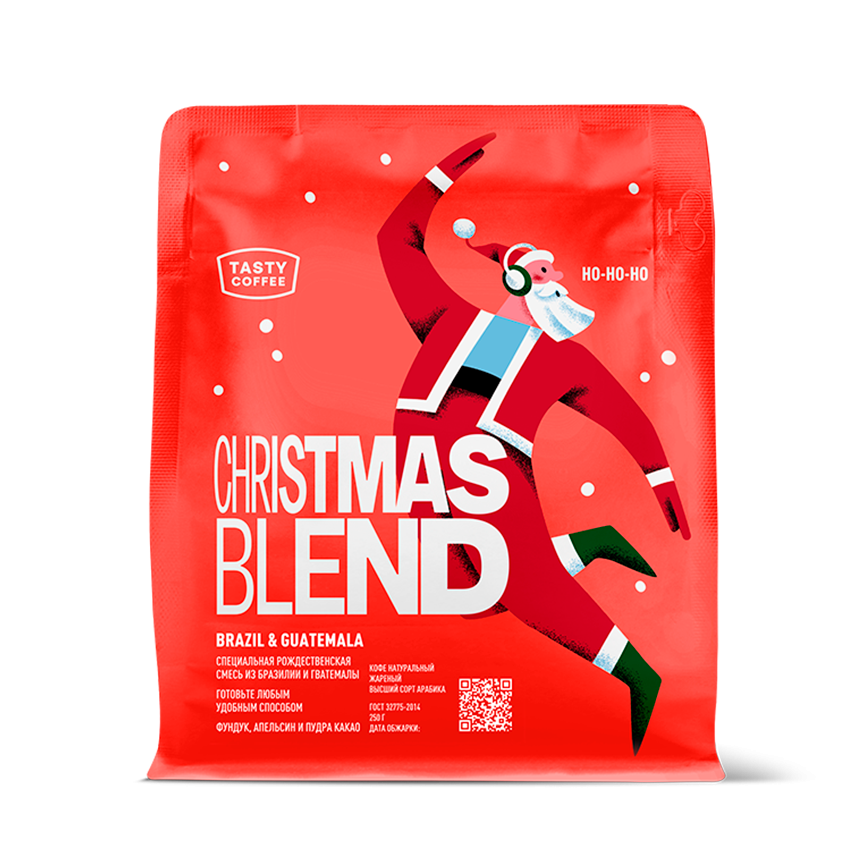 TASTY
COFFEE
HO-HO-HO
CHRISTMAS
BLEND
BRAZIL & GUATEMALA
СПЕЦИАЛЬНАЯ РОЖДЕСТВЕНСКАЯ
СМЕСЬ ИЗ БРАЗИЛИИ И ГВАТЕМАЛЫ
ГОТОВЬТЕ ЛЮБЫМ
УДОБНЫМ СПОСОБОМ
ФУНДУК, АПЕЛЬСИН И ПУДРА КАКАО
КОФЕ НАТУРАЛЬНЫЙ
ЖАРЕНЫЙ
ВЫСШИЙ СОРТ АРАБИКА
ГОСТ 32775-2014
250 Г
ДАТА ОБЖАРКИ: